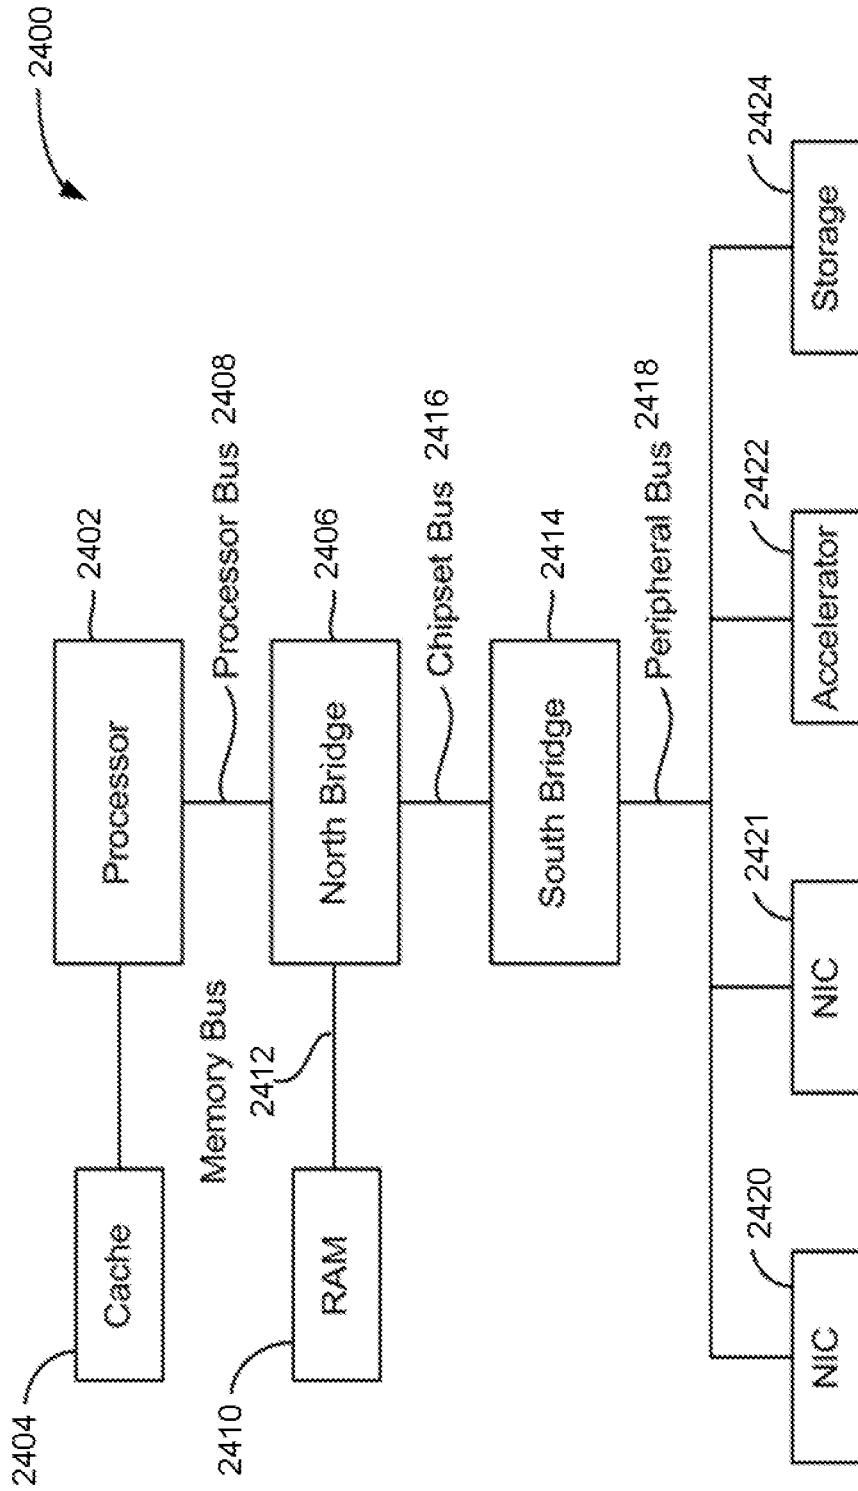 2400
2404
Cache
Processor
2402
Memory Bus
2412
Processor Bus 2408
2410
RAM
North Bridge
2406
Chipset Bus 2416
South Bridge
2414
Peripheral Bus 2418
2420
NIC
2421
NIC
2422
Accelerator
2424
Storage